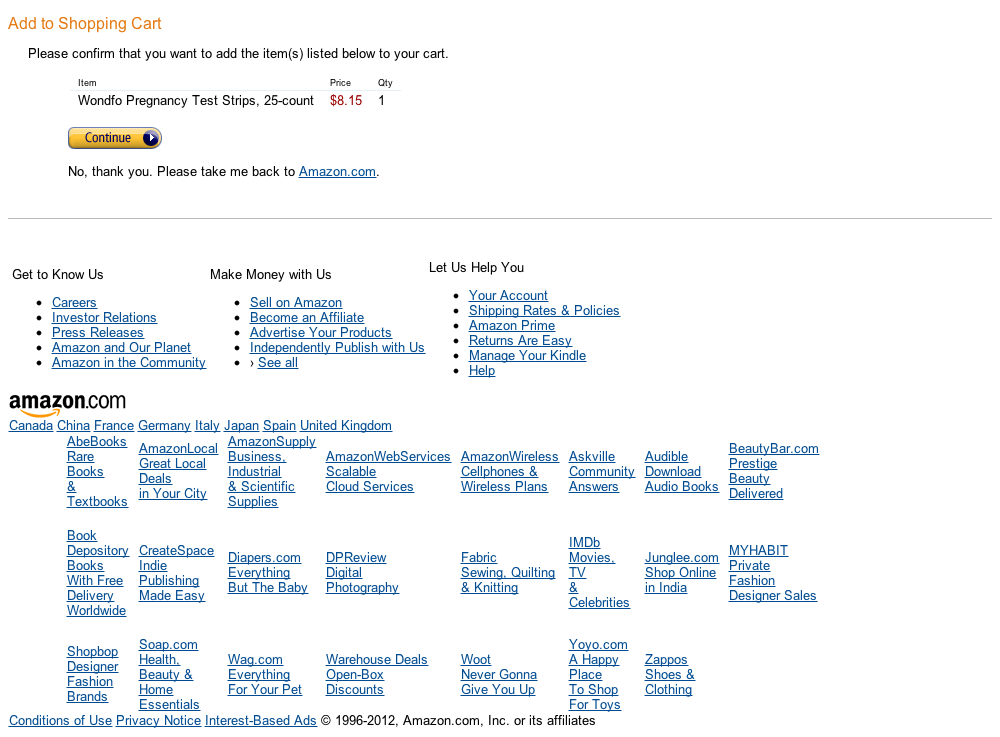 Add to Shopping Cart
Please confirm that you want to add the item(s) listed below to your cart.
Item Price Qty
Wondfo Pregnancy Test Strips, 25-count $8.15 1
Continue
No, thank you. Please take me back to Amazon.com.
Get to Know Us
Careers
Investor Relations
Press Releases
Amazon and Our Planet
Amazon in the Community
Make Money with Us
Sell on Amazon
Become an Affiliate
Advertise Your Products
Independently Publish with Us
› See all
Let Us Help You
Your Account
Shipping Rates & Policies
Amazon Prime
Returns Are Easy
Manage Your Kindle
Help
amazon.com
Canada China France Germany Italy Japan Spain United Kingdom
AbeBooks
Rare
Books
&
Textbooks
AmazonLocal
Great Local
Deals
in Your City
AmazonSupply
Business,
Industrial
& Scientific
Supplies
AmazonWebServices
Scalable
Cloud Services
AmazonWireless
Cellphones &
Wireless Plans
Askville
Community
Answers
Audible
Download
Audio Books
BeautyBar.com
Prestige
Beauty
Delivered
Book
Depository
Books
With Free
Delivery
Worldwide
CreateSpace
Indie
Publishing
Made Easy
Diapers.com
Everything
But The Baby
DPReview
Digital
Photography
Fabric
Sewing, Quilting
& Knitting
IMDb
Movies,
TV
&
Celebrities
Junglee.com
Shop Online
in India
MYHABIT
Private
Fashion
Designer Sales
Shopbop
Designer
Fashion
Brands
Soap.com
Health,
Beauty &
Home
Essentials
Wag.com
Everything
For Your Pet
Warehouse Deals
Open-Box
Discounts
Woot
Never Gonna
Give You Up
Yoyo.com
A Happy
Place
To Shop
For Toys
Zappos
Shoes &
Clothing
Conditions of Use Privacy Notice Interest-Based Ads © 1996-2012, Amazon.com, Inc. or its affiliates